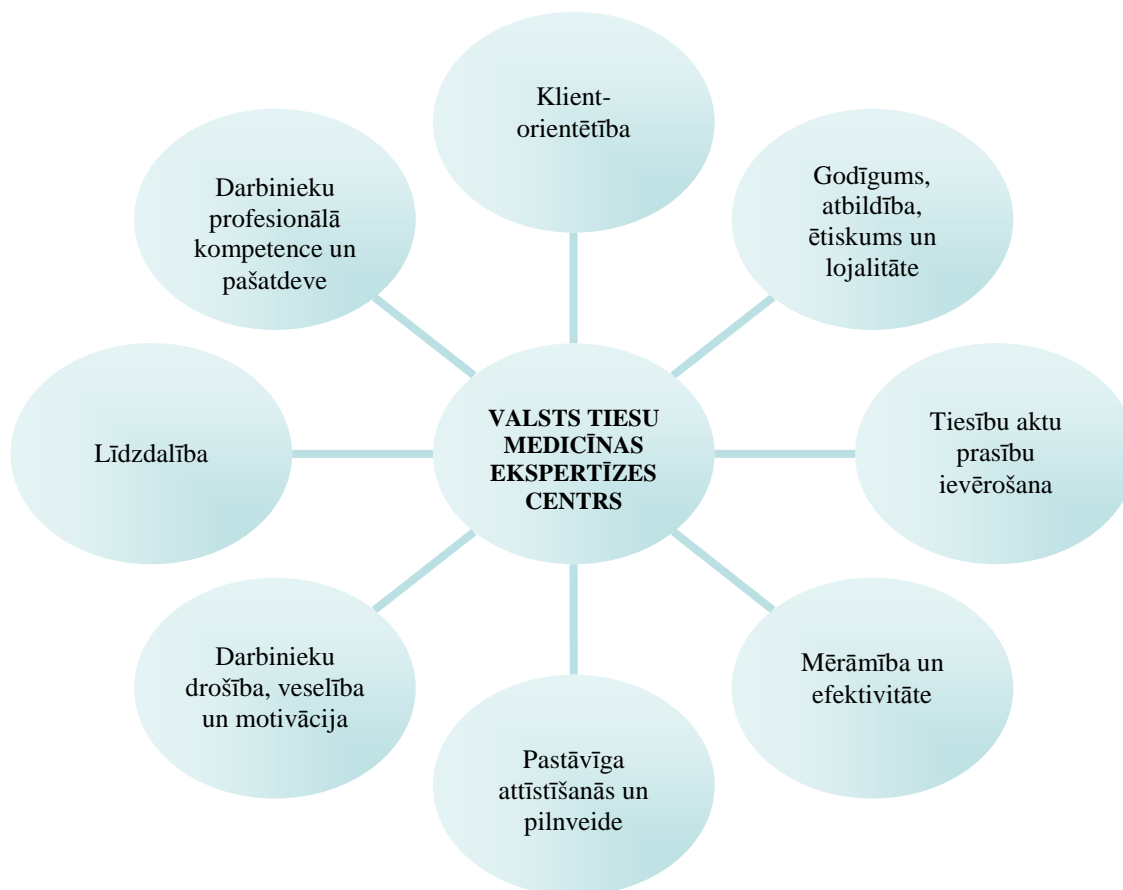 Klient-
orientētība
Godīgums,
atbildība,
ētiskums un
lojalitāte
Tiesību aktu
prasību
ievērošana
Mērāmība un
efektivitāte
Pastāvīga
attīstīšanās un
pilnveide
Darbinieku
drošība, veselība
un motivācija
Līdzdalība
Darbinieku
profesionālā
kompetence un
pašatdeve
VALSTS TIESU
MEDICĪNAS
EKSPERTĪZES
CENTRS